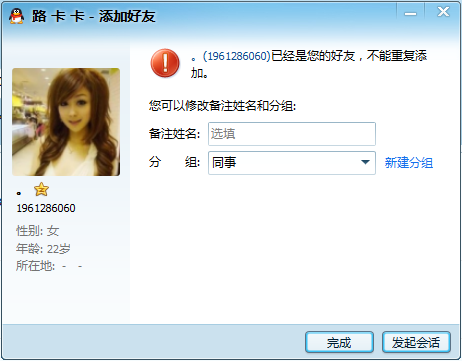 路 卡 卡 - 添加好友
。(1961286060)已经是您的好友，不能重复添
加。
您可以修改备注姓名和分组:
备注姓名: 选填
分 组: 同事 新建分组
。
1961286060
性别: 女
年龄: 22岁
所在地: - -
完成 发起会话